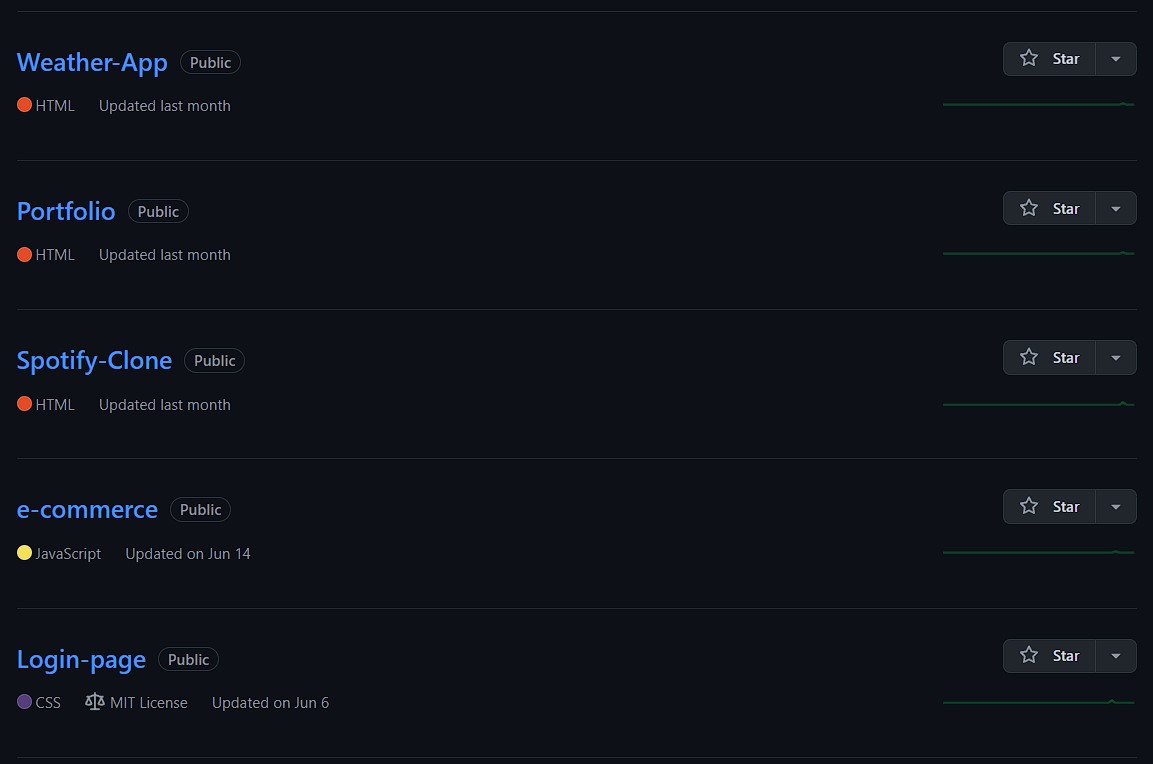 Weather-App Public Star
HTML Updated last month
Portfolio Public Star
HTML Updated last month
Spotify-Clone Public Star
HTML Updated last month
e-commerce Public Star
JavaScript Updated on Jun 14
Login-page Public Star
CSS MIT License Updated on Jun 6